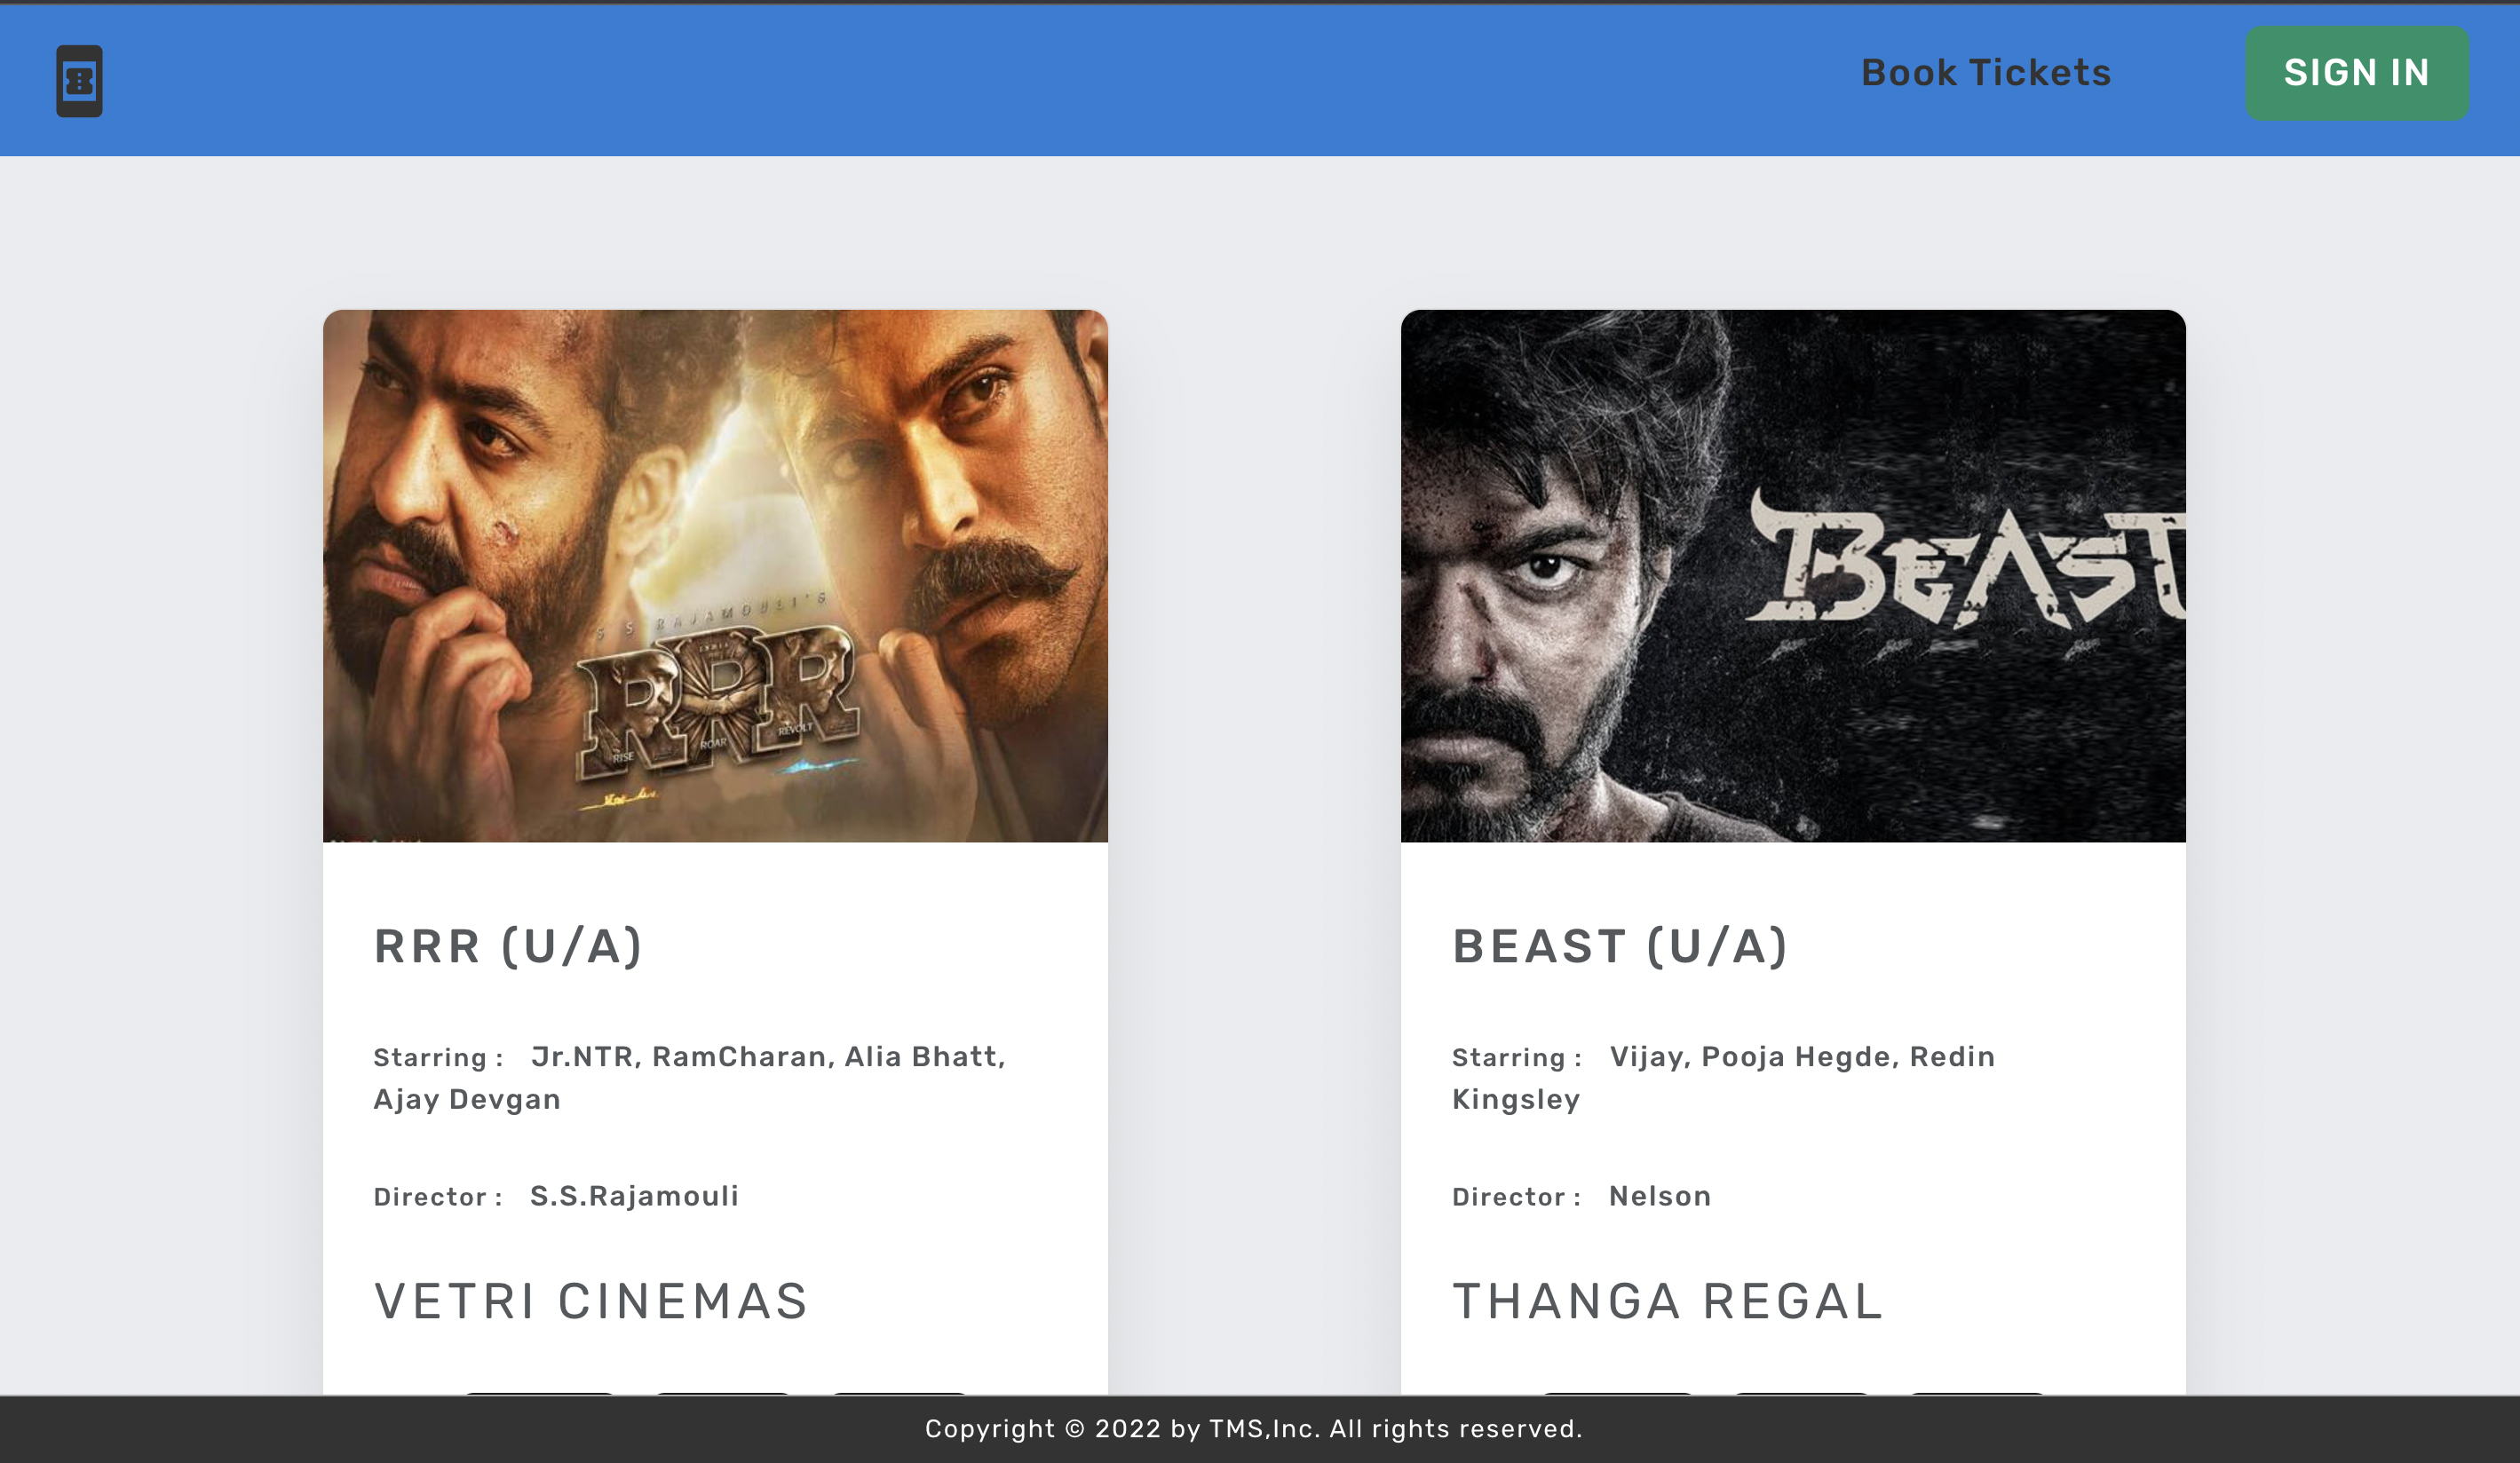 Book Tickets
SIGN IN
S S RAJAMOULI'S
RRR
INDIA
RISE
ROAR
REVOLT
BEAST
RRR (U/A)
Starring : Jr.NTR, RamCharan, Alia Bhatt,
Ajay Devgan
Director : S.S.Rajamouli
VETRI CINEMAS
BEAST (U/A)
Starring : Vijay, Pooja Hegde, Redin
Kingsley
Director : Nelson
THANGA REGAL
Copyright © 2022 by TMS,Inc. All rights reserved.